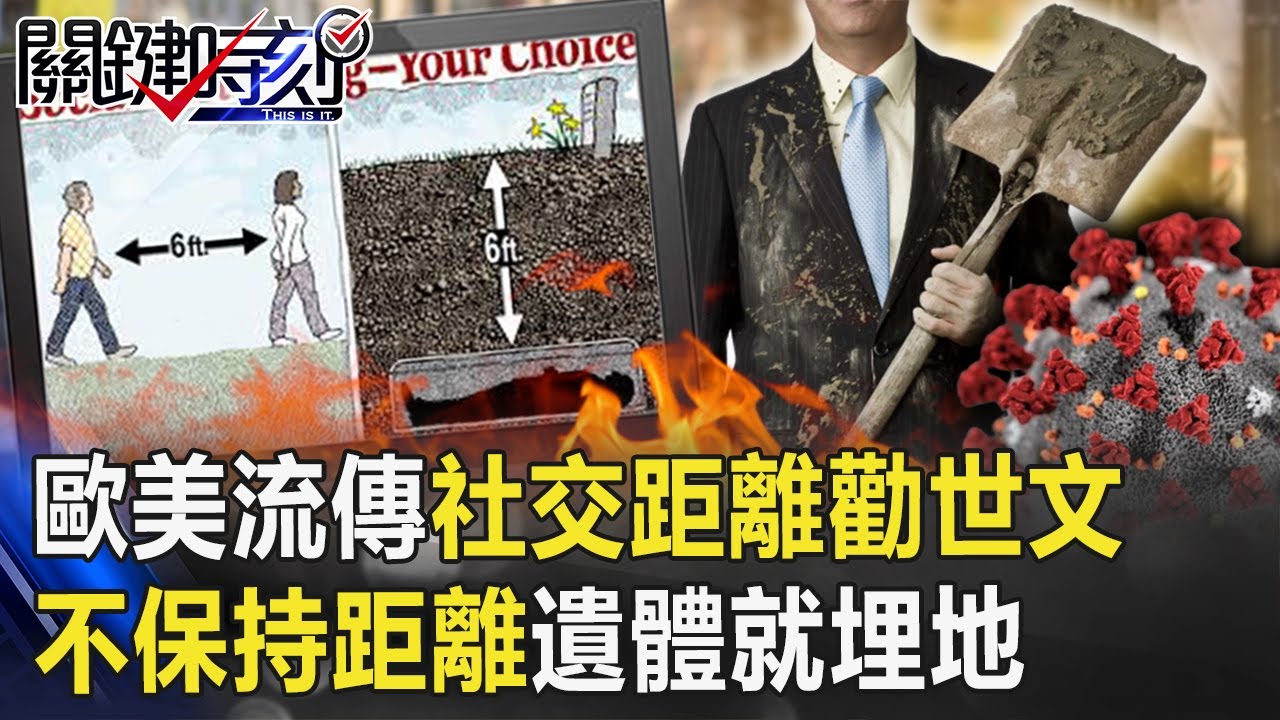 關鍵時刻
THIS IS IT.
g–Your Choice
6ft.
6ft.
歐美流傳社交距離勸世文
不保持距離遺體就埋地